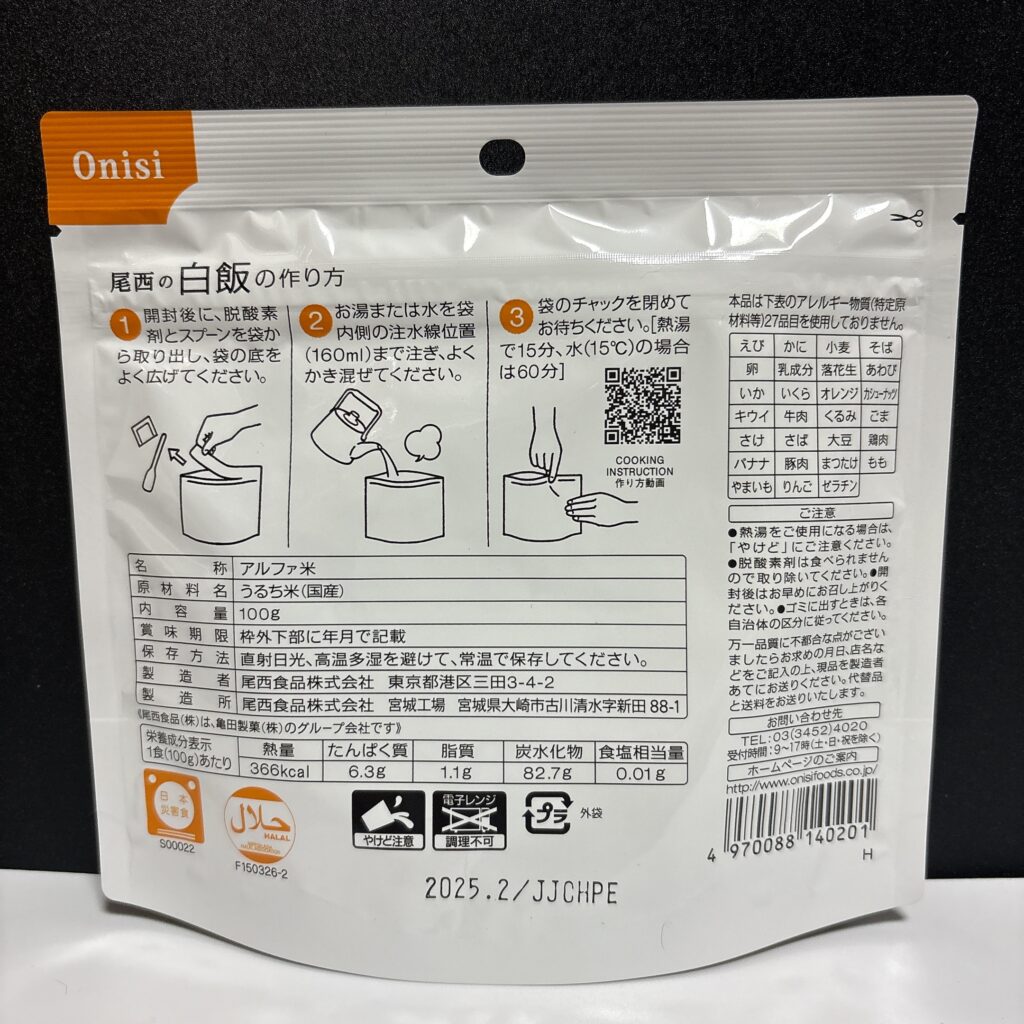 Onisi
尾西の白飯の作り方
1 開封後に、脱酸素
剤とスプーンを袋か
ら取り出し、袋の底を
よく広げてください。
2 お湯または水を袋
内側の注水線位置
(160ml)まで注ぎ、よく
かき混ぜてください。
3 袋のチャックを閉めて
お待ちください。[熱湯
で15分、水(15℃)の場合
は60分]
COOKING
INSTRUCTION
作り方動画
本品は下表のアレルギー物質(特定原
材料等)27品目を使用しておりません。
えび かに 小麦 そば
卵 乳成分 落花生 あわび
いか いくら オレンジ カシューナッツ
キウイ 牛肉 くるみ ごま
さけ さば 大豆 鶏肉
バナナ 豚肉 まつたけ もも
やまいも りんご ゼラチン
ご注意
●熱湯をご使用になる場合は、
「やけど」にご注意ください。
●脱酸素剤は食べられません
ので取り除いてください。●開
封後はお早めにお召し上がりく
ださい。●ゴミに出すときは、各
自治体の区分に従ってください。
万一品質に不都合な点がござい
ましたらお求めの月日、店名な
どをご記入の上、現品を製造者
あてにお送りください。代替品
と送料をお送りいたします。
お問い合わせ先
TEL:03(3452)4020
受付時間:9〜17時(土・日・祝を除く)
ホームページのご案内
http://www.onisifoods.co.jp/
4 970088 140201
H
名称 アルファ米
原材料名 うるち米(国産)
内容量 100g
賞味期限 枠外下部に年月で記載
保存方法 直射日光、高温多湿を避けて、常温で保存してください。
製造者 尾西食品株式会社 東京都港区三田3-4-2
製造所 尾西食品株式会社 宮城工場 宮城県大崎市古川清水字新田88-1
《尾西食品(株)は、亀田製菓(株)のグループ会社です》
栄養成分表示
1食(100g)あたり
熱量 たんぱく質 脂質 炭水化物 食塩相当量
366kcal 6.3g 1.1g 82.7g 0.01g
日本
災害食
S00022
حلال
HALAL
F150326-2
やけど注意
電子レンジ
調理不可
プラ
外袋
2025.2/JJCHPE